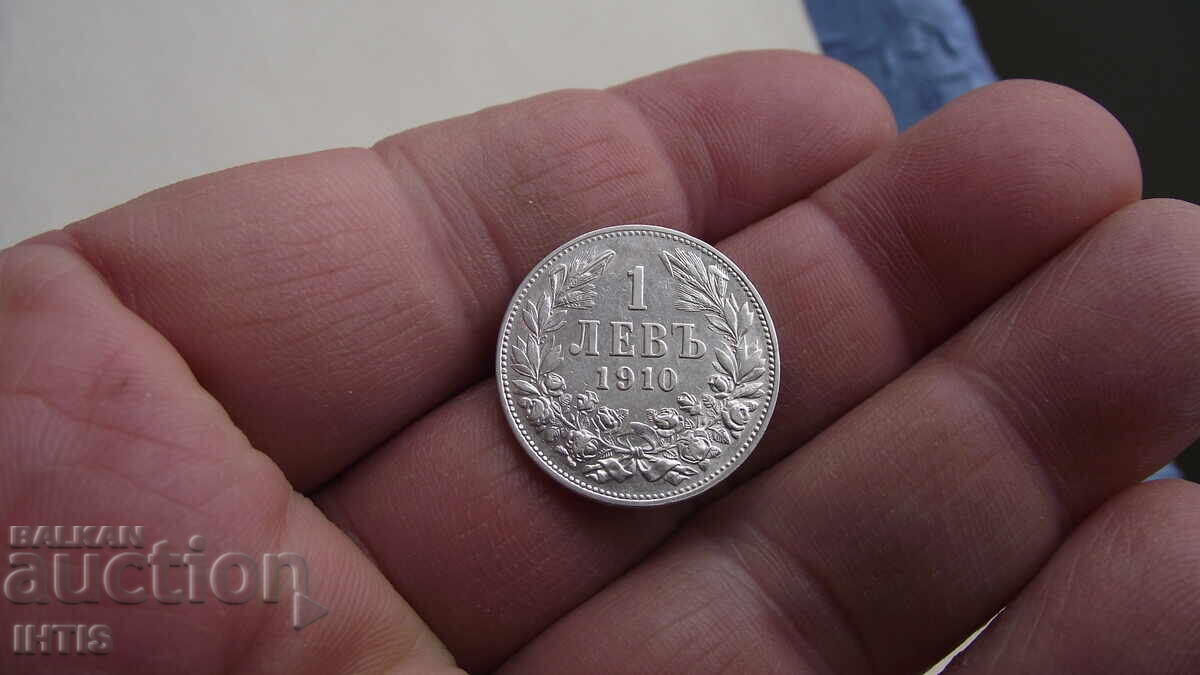 1
ЛЕВЪ
1910
BALKAN
auction
IHTIS